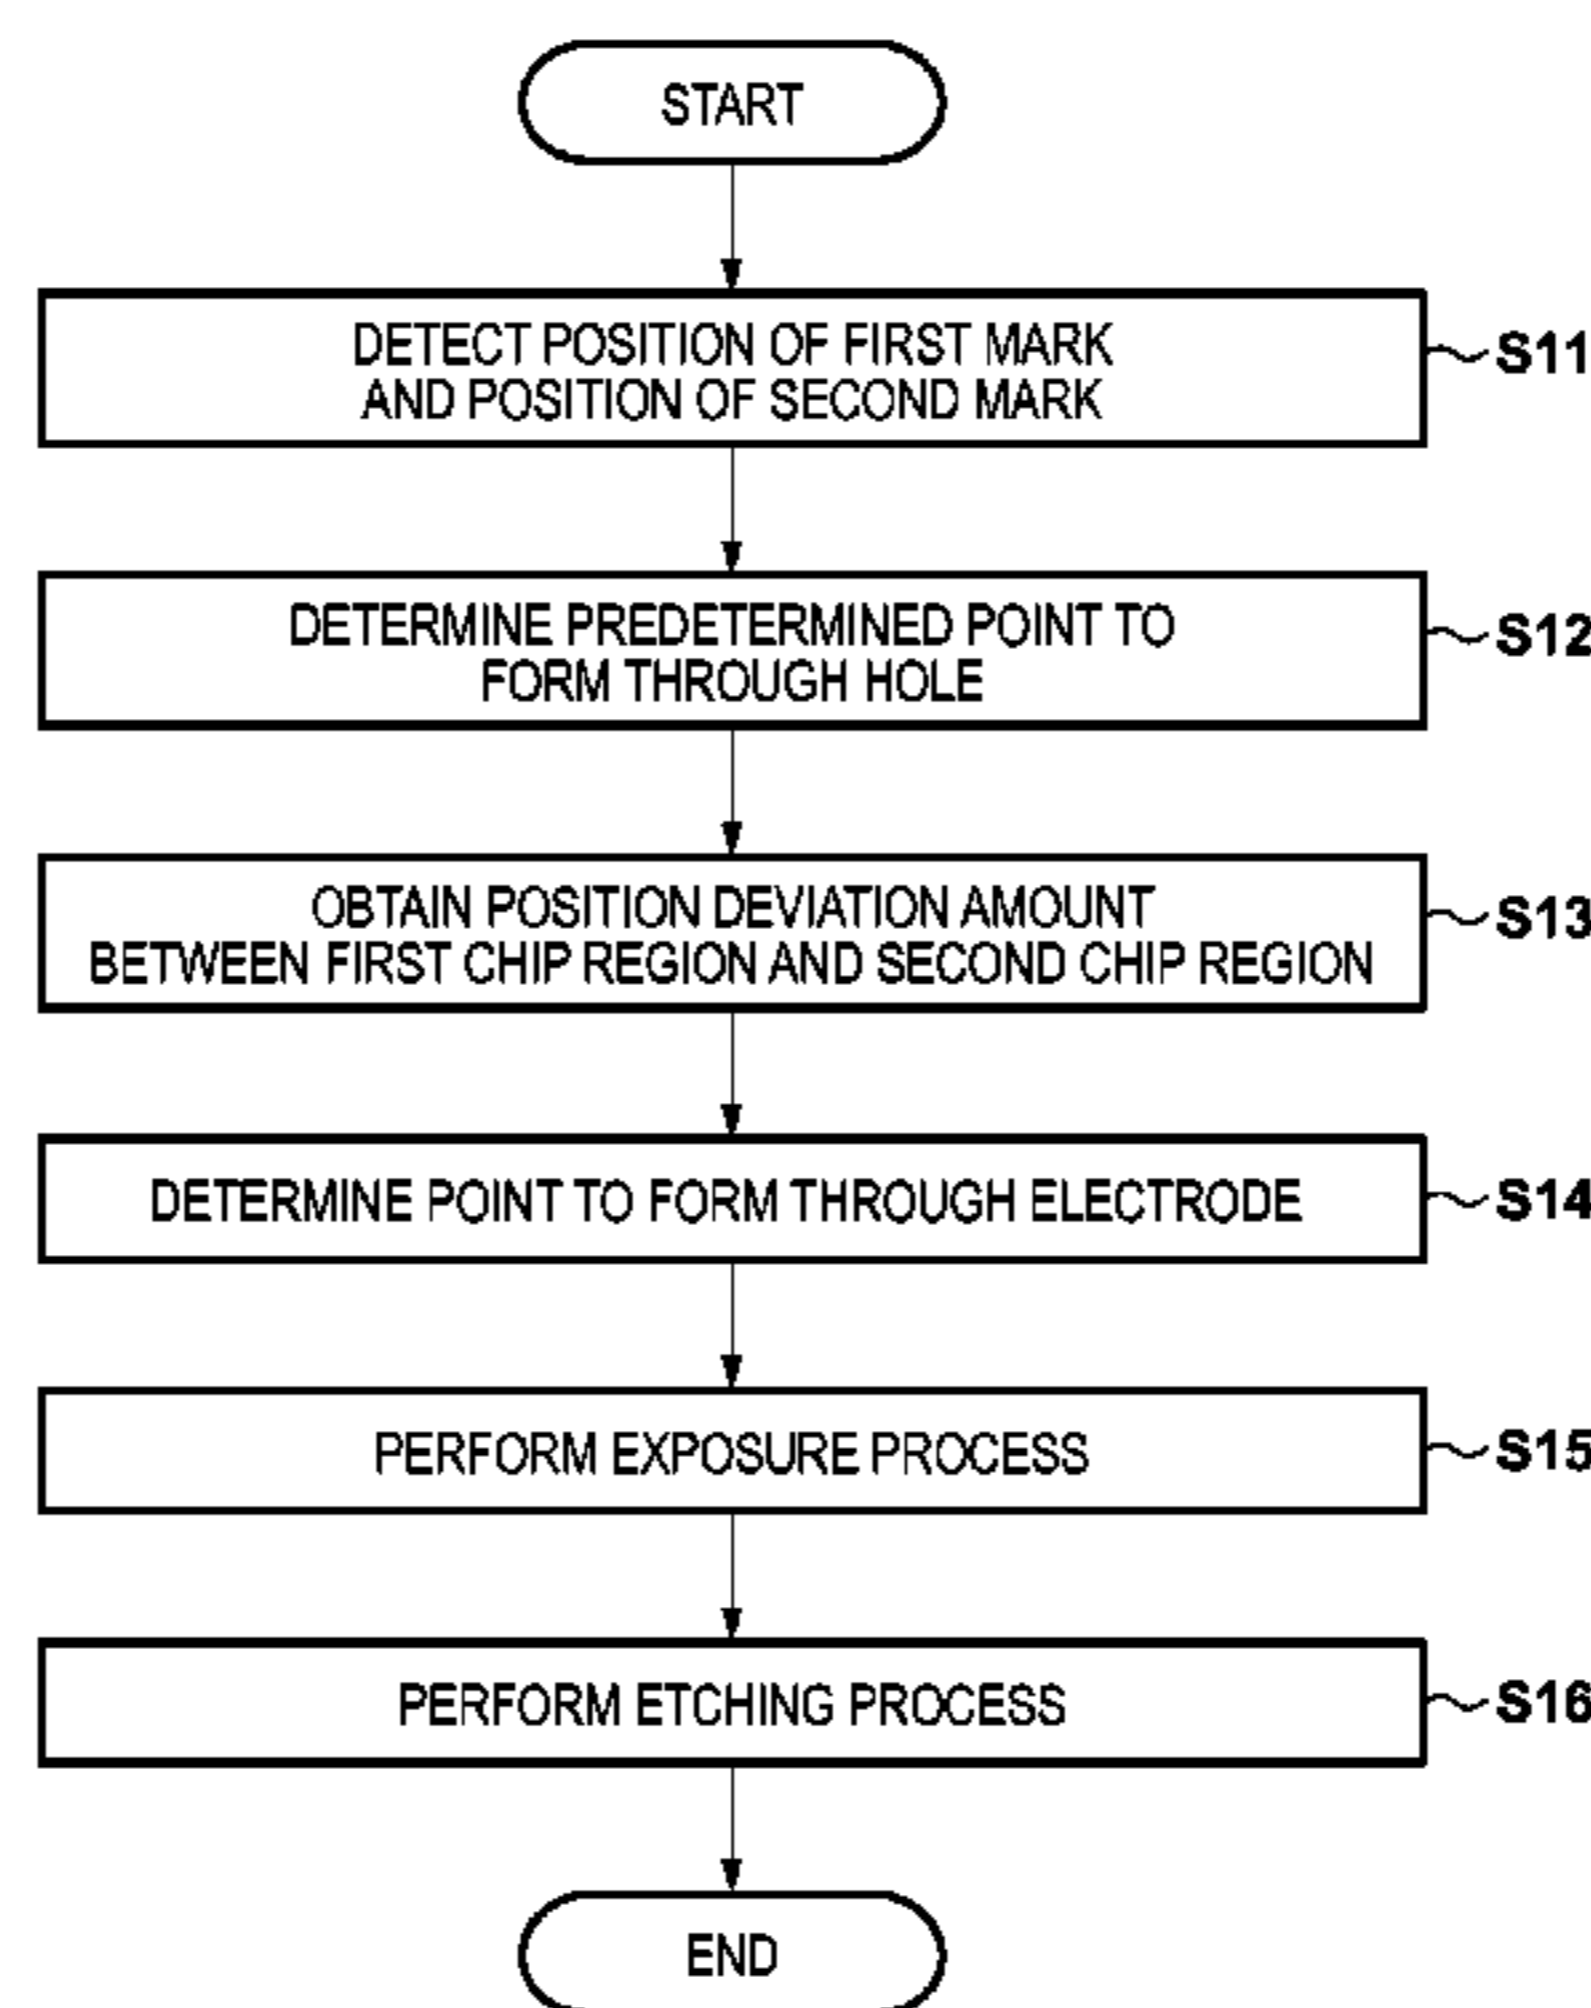 START
DETECT POSITION OF FIRST MARK
AND POSITION OF SECOND MARK
S11
DETERMINE PREDETERMINED POINT TO
FORM THROUGH HOLE
S12
OBTAIN POSITION DEVIATION AMOUNT
BETWEEN FIRST CHIP REGION AND SECOND CHIP REGION
S13
DETERMINE POINT TO FORM THROUGH ELECTRODE
S14
PERFORM EXPOSURE PROCESS
S15
PERFORM ETCHING PROCESS
S16
END